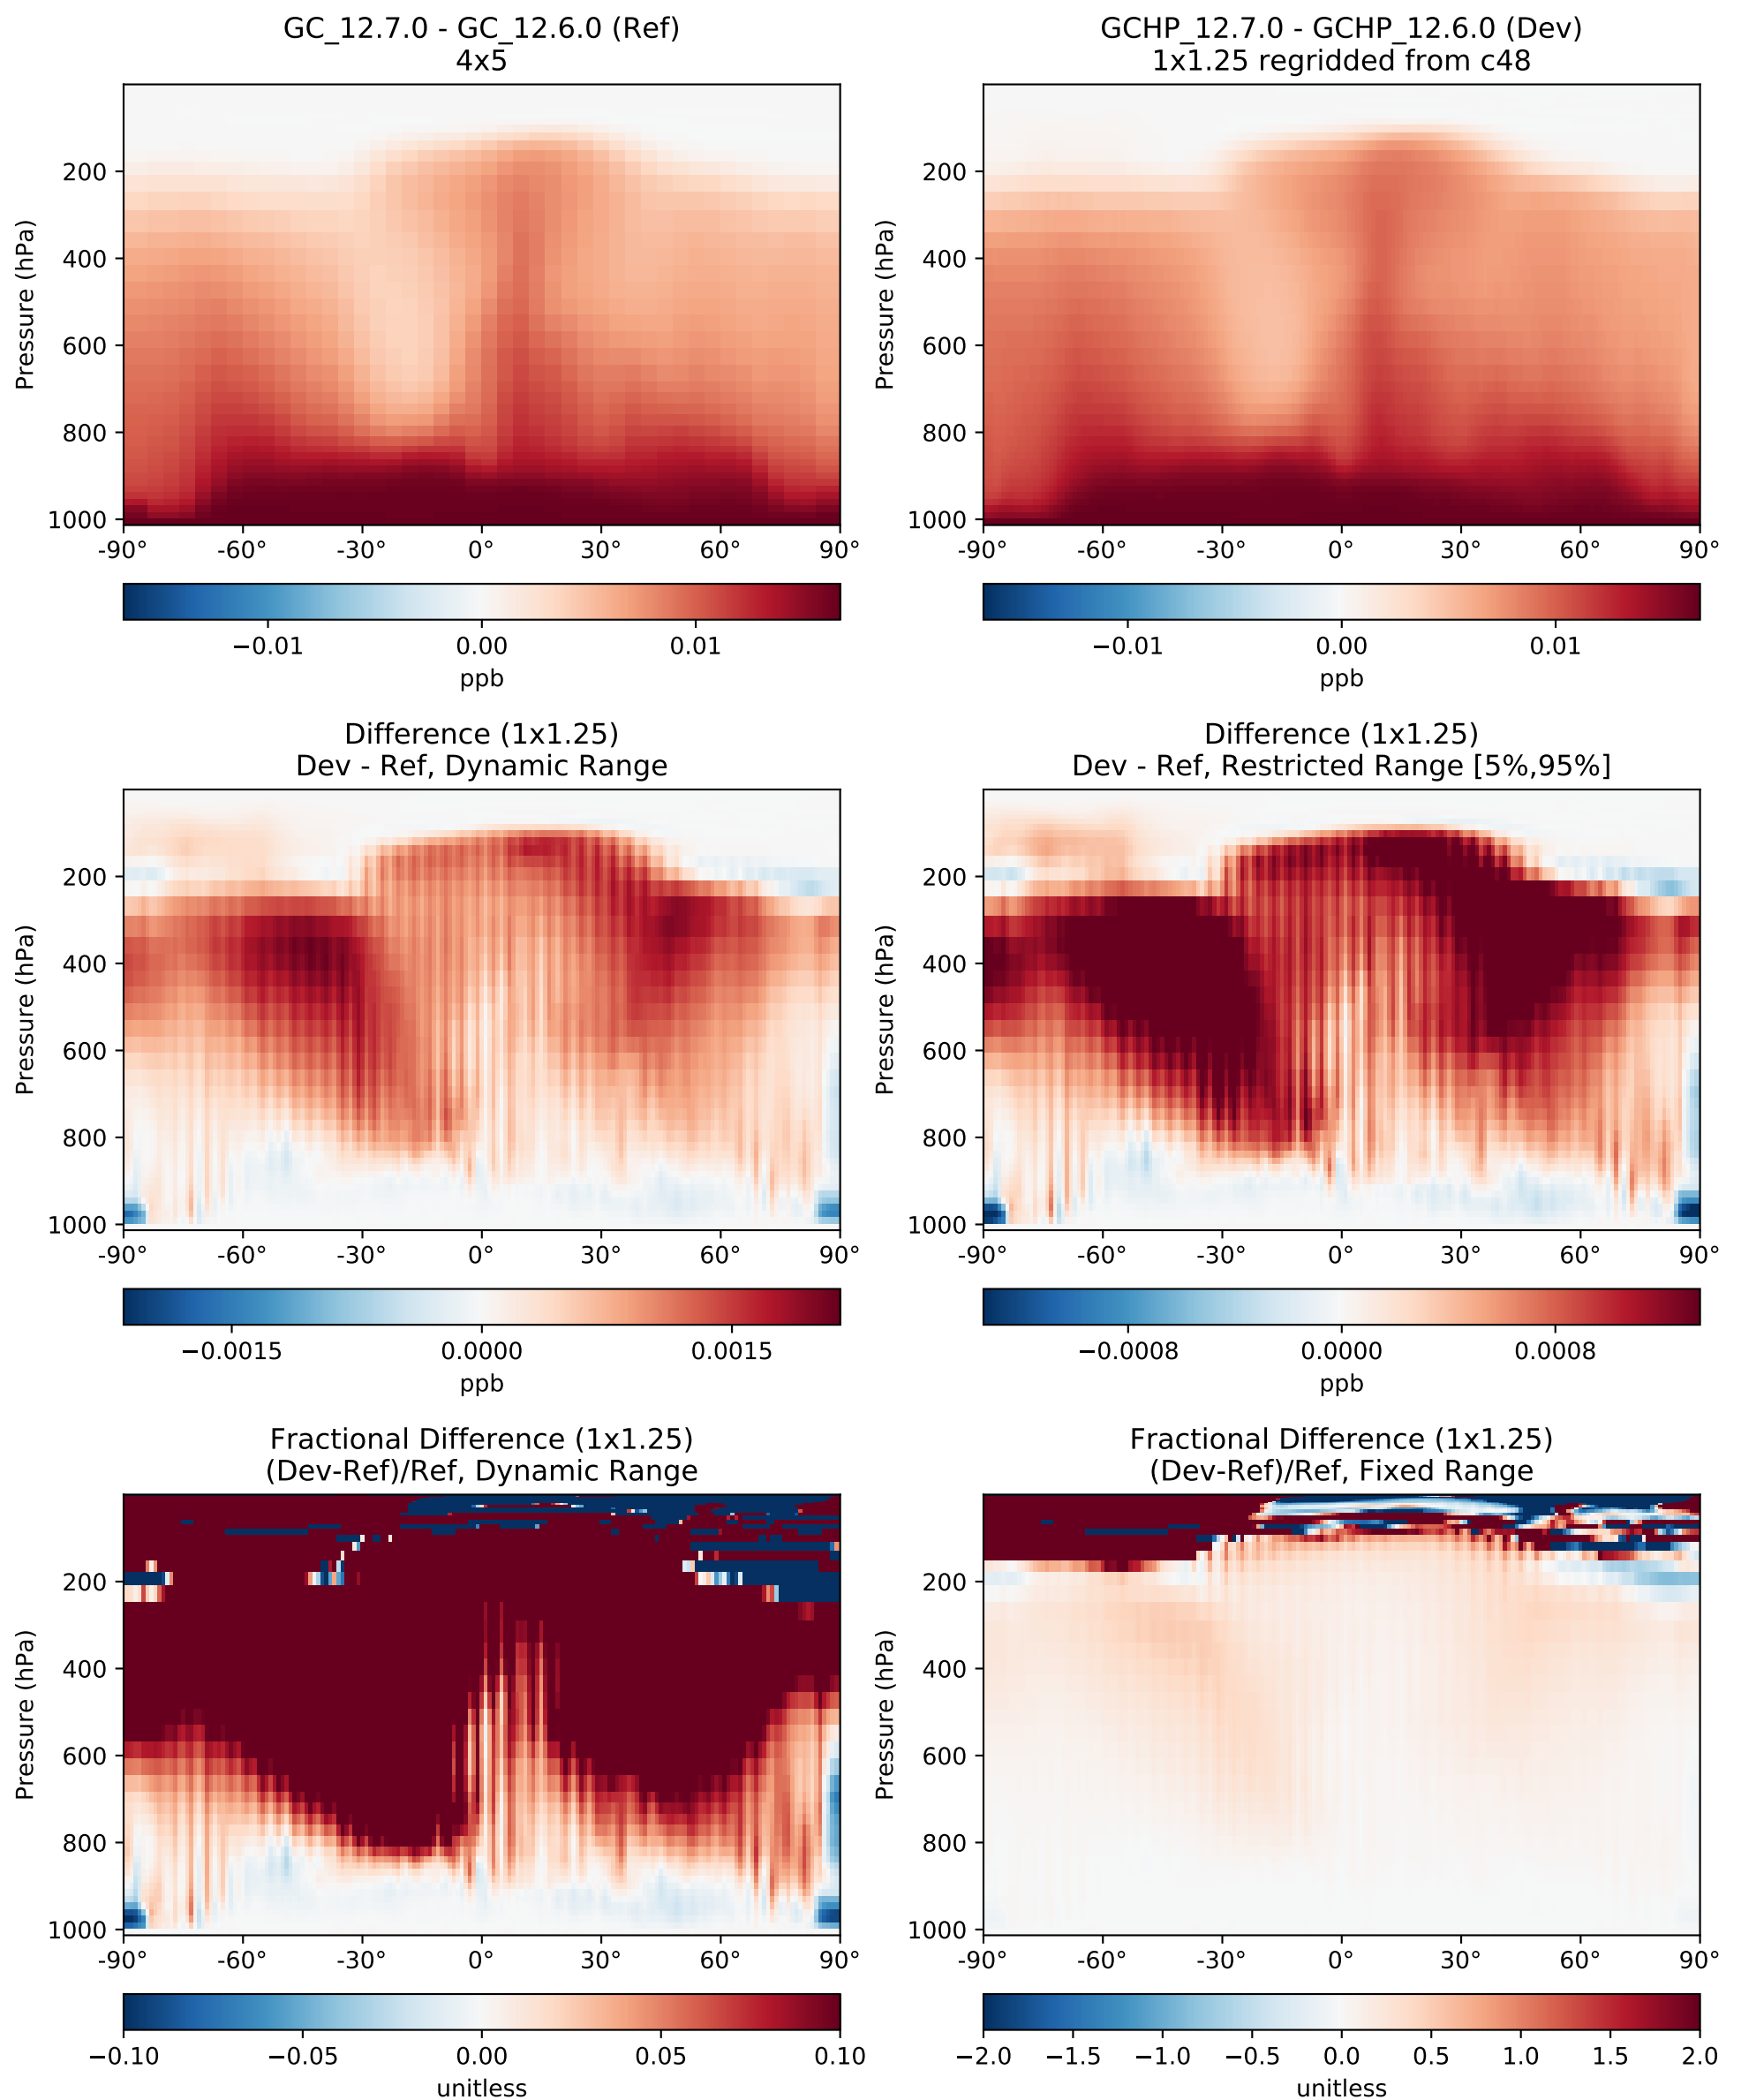 GC_12.7.0 - GC_12.6.0 (Ref)
4x5
Pressure (hPa)
200
400
600
800
1000
-90° -60° -30° 0° 30° 60° 90°
−0.01 0.00 0.01
ppb
GCHP_12.7.0 - GCHP_12.6.0 (Dev)
1x1.25 regridded from c48
Pressure (hPa)
200
400
600
800
1000
-90° -60° -30° 0° 30° 60° 90°
−0.01 0.00 0.01
ppb
Difference (1x1.25)
Dev - Ref, Dynamic Range
Pressure (hPa)
200
400
600
800
1000
-90° -60° -30° 0° 30° 60° 90°
−0.0015 0.0000 0.0015
ppb
Difference (1x1.25)
Dev - Ref, Restricted Range [5%,95%]
Pressure (hPa)
200
400
600
800
1000
-90° -60° -30° 0° 30° 60° 90°
−0.0008 0.0000 0.0008
ppb
Fractional Difference (1x1.25)
(Dev-Ref)/Ref, Dynamic Range
Pressure (hPa)
200
400
600
800
1000
-90° -60° -30° 0° 30° 60° 90°
−0.10 −0.05 0.00 0.05 0.10
unitless
Fractional Difference (1x1.25)
(Dev-Ref)/Ref, Fixed Range
Pressure (hPa)
200
400
600
800
1000
-90° -60° -30° 0° 30° 60° 90°
−2.0 −1.5 −1.0 −0.5 0.0 0.5 1.0 1.5 2.0
unitless